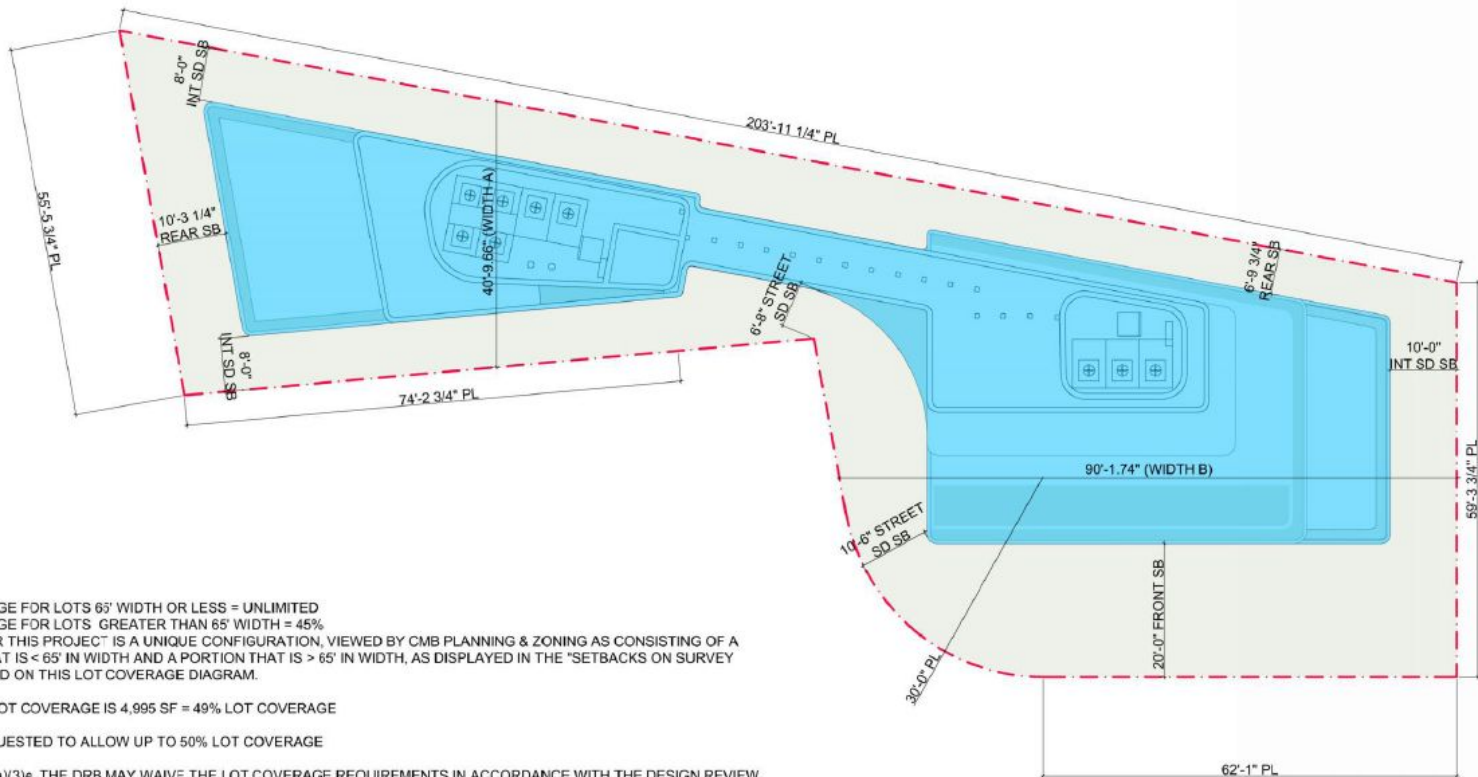 8'-0"
INT SD SB
203'-11 1/4" PL
55'-5 3/4" PL
10'-3 1/4"
REAR SB
40'-9.66" (WIDTH A)
6'-8" STREET
SD SB
6'-9 3/4"
REAR SB
8'-0"
INT SD SB
10'-0"
INT SD SB
74'-2 3/4" PL
90'-1.74" (WIDTH B)
59'-3 3/4" PL
10'-6" STREET
SD SB
20'-0" FRONT SB
30'-0" PL
62'-1" PL
GE FOR LOTS 65' WIDTH OR LESS = UNLIMITED
GE FOR LOTS GREATER THAN 65' WIDTH = 45%
R THIS PROJECT IS A UNIQUE CONFIGURATION, VIEWED BY CMB PLANNING & ZONING AS CONSISTING OF A
AT IS < 65' IN WIDTH AND A PORTION THAT IS > 65' IN WIDTH, AS DISPLAYED IN THE "SETBACKS ON SURVEY
D ON THIS LOT COVERAGE DIAGRAM.
OT COVERAGE IS 4,995 SF = 49% LOT COVERAGE
UESTED TO ALLOW UP TO 50% LOT COVERAGE
)(3)e, THE DRB MAY WAIVE THE LOT COVERAGE REQUIREMENTS IN ACCORDANCE WITH THE DESIGN REVIEW